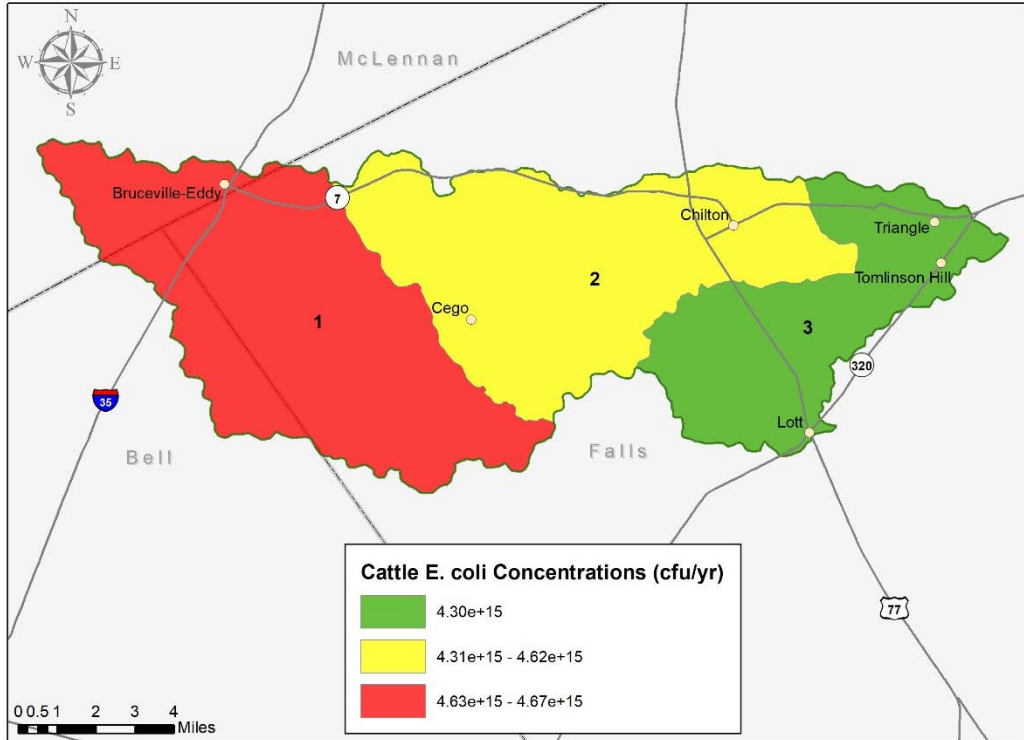 N
W E
S
McLennan
Bruceville-Eddy
7
Chilton
Triangle
Tomlinson Hill
2
Cego
1
3
320
35
Lott
Bell
Falls
Cattle E. coli Concentrations (cfu/yr)
4.30e+15
4.31e+15 - 4.62e+15
4.63e+15 - 4.67e+15
77
0 0.5 1 2 3 4
Miles